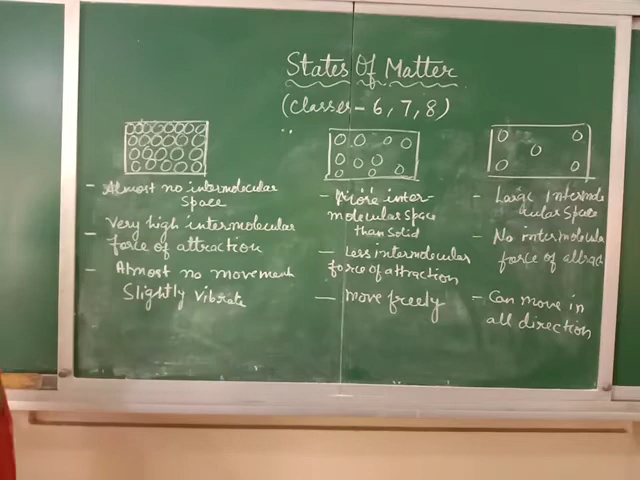 States Of Matter
(Classes - 6, 7, 8)
- Almost no intermolecular
space
- Very high intermolecular
force of attraction
- Almost no movement
Slightly vibrate
- More inter-
molecular space
than solid
- Less intermolecular
force of attraction
- move freely
- Large Intermole
cular space
- No intermolecular
force of attrac
- Can move in
all direction